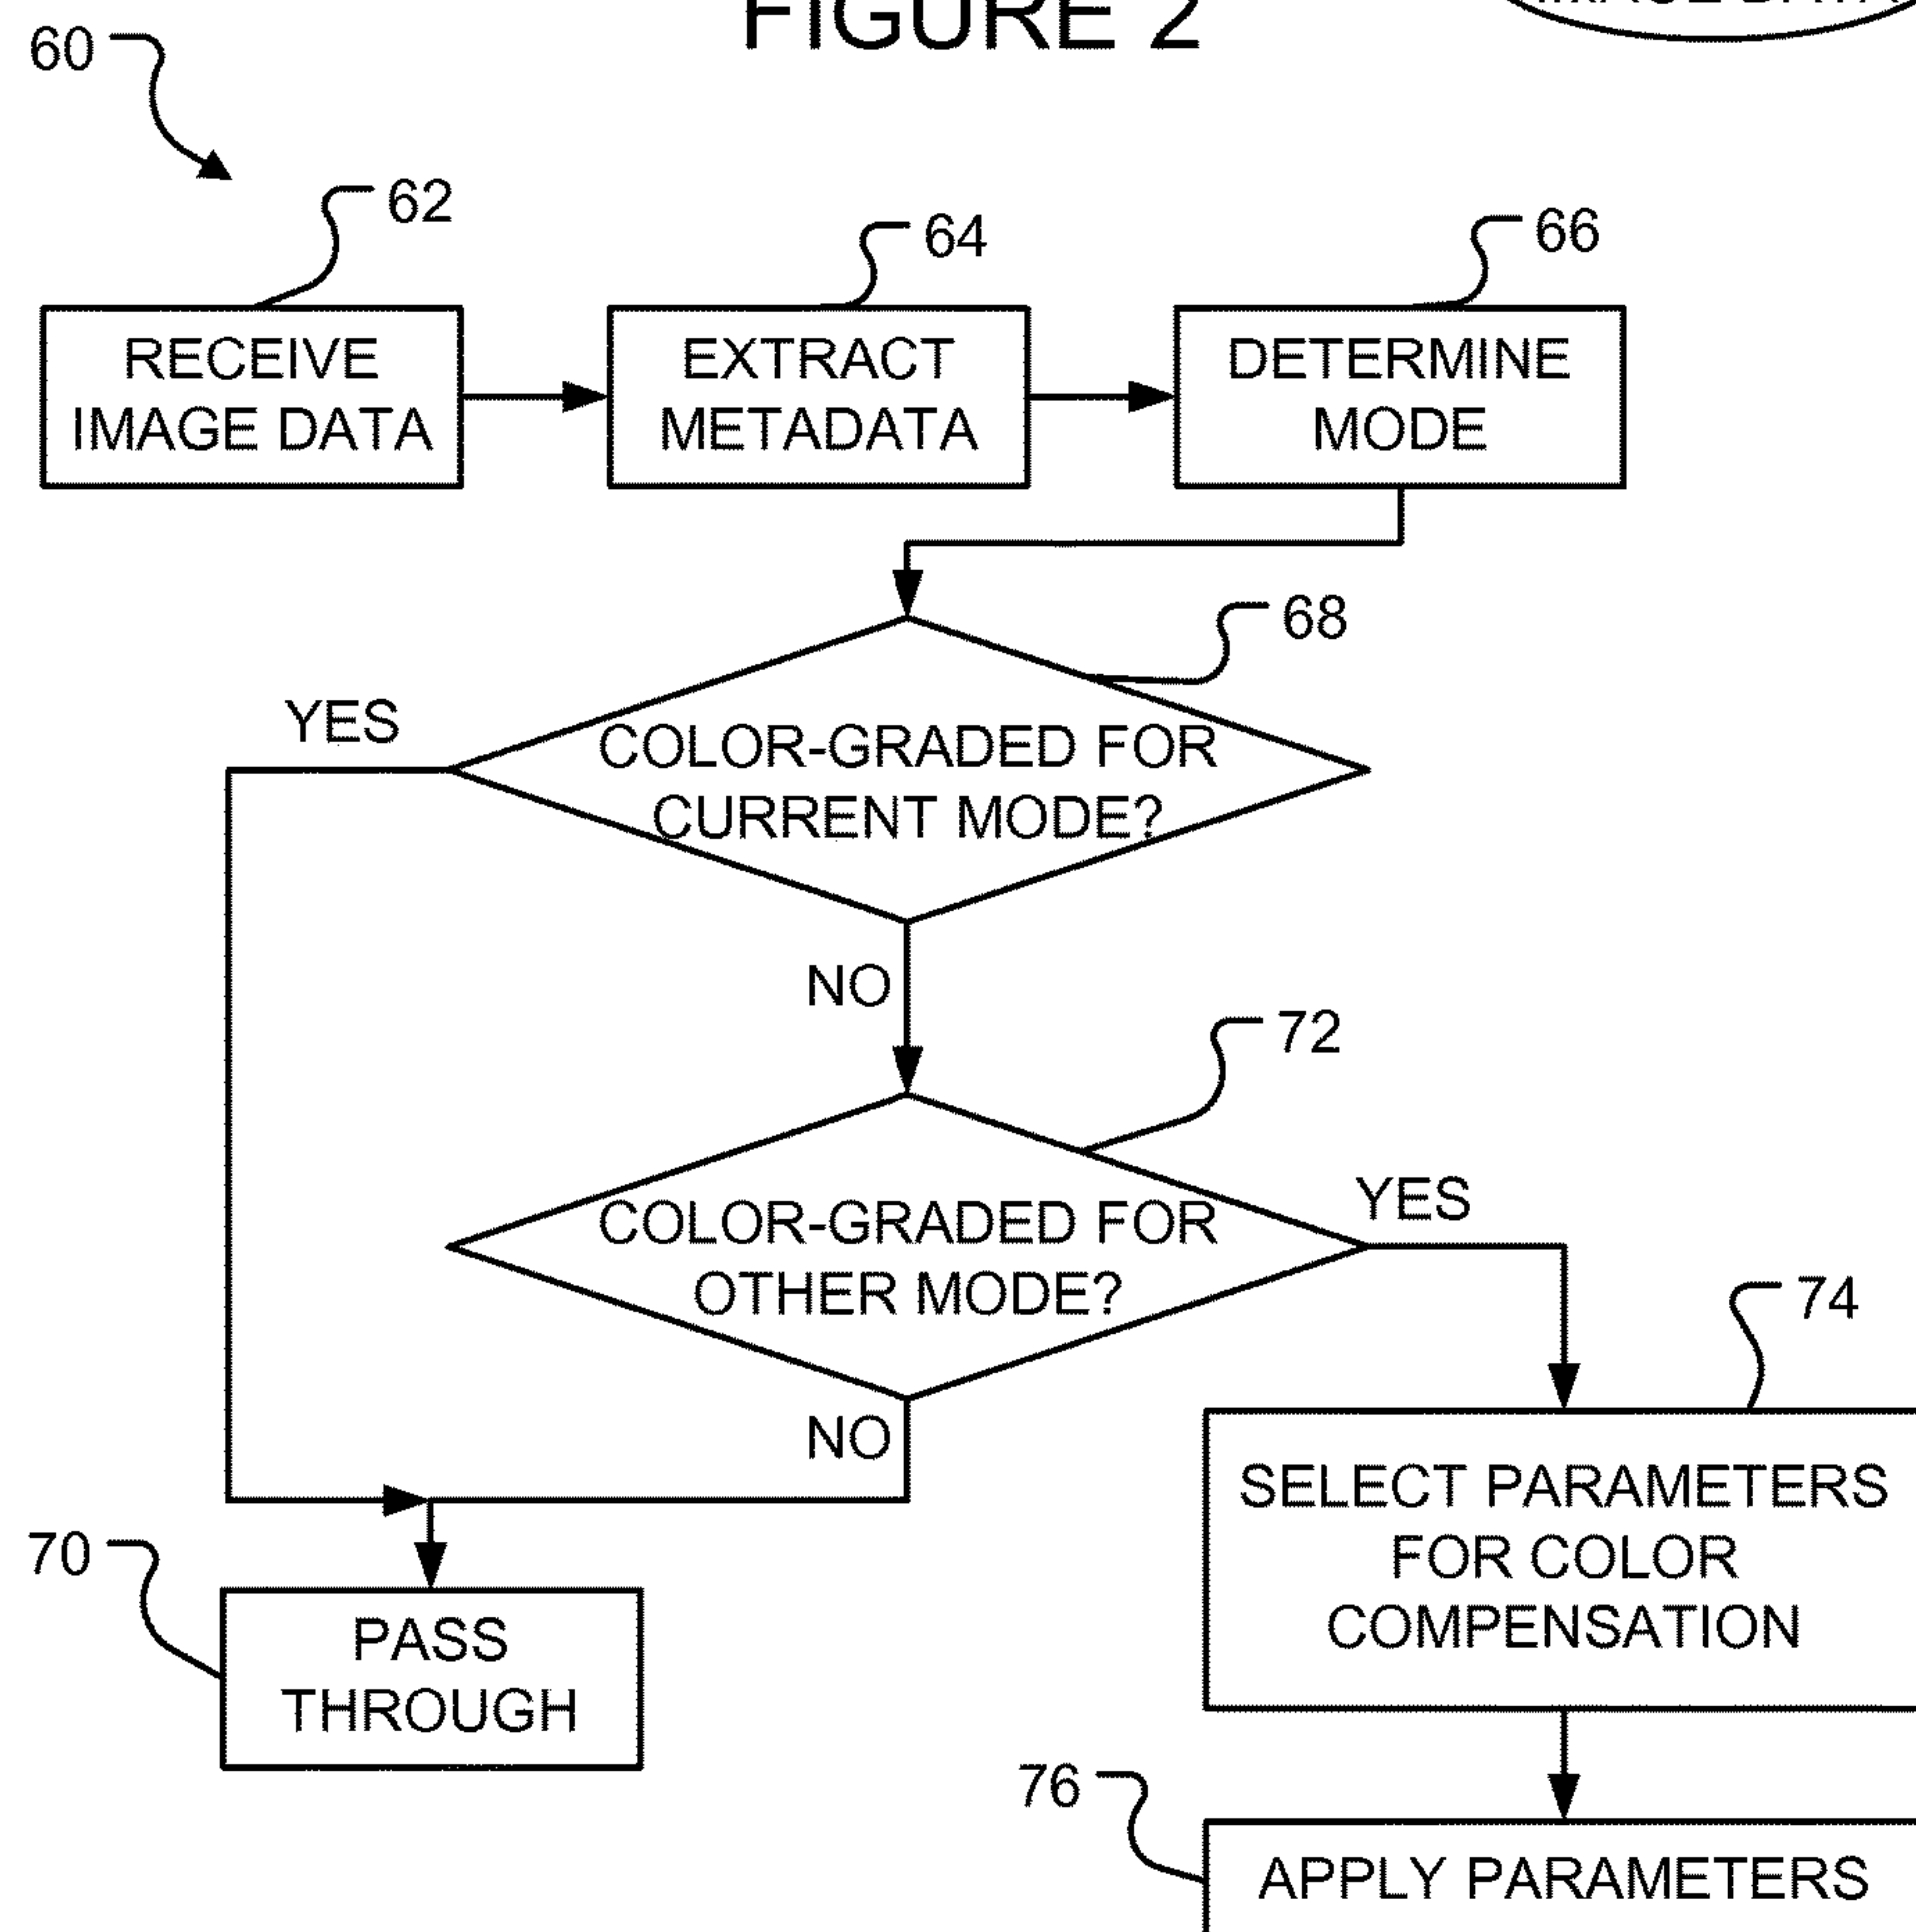 FIGURE 2
60
62
64
66
RECEIVE
IMAGE DATA
EXTRACT
METADATA
DETERMINE
MODE
68
YES
COLOR-GRADED FOR
CURRENT MODE?
NO
72
COLOR-GRADED FOR
OTHER MODE?
YES
74
NO
SELECT PARAMETERS
FOR COLOR
COMPENSATION
70
PASS
THROUGH
76
APPLY PARAMETERS